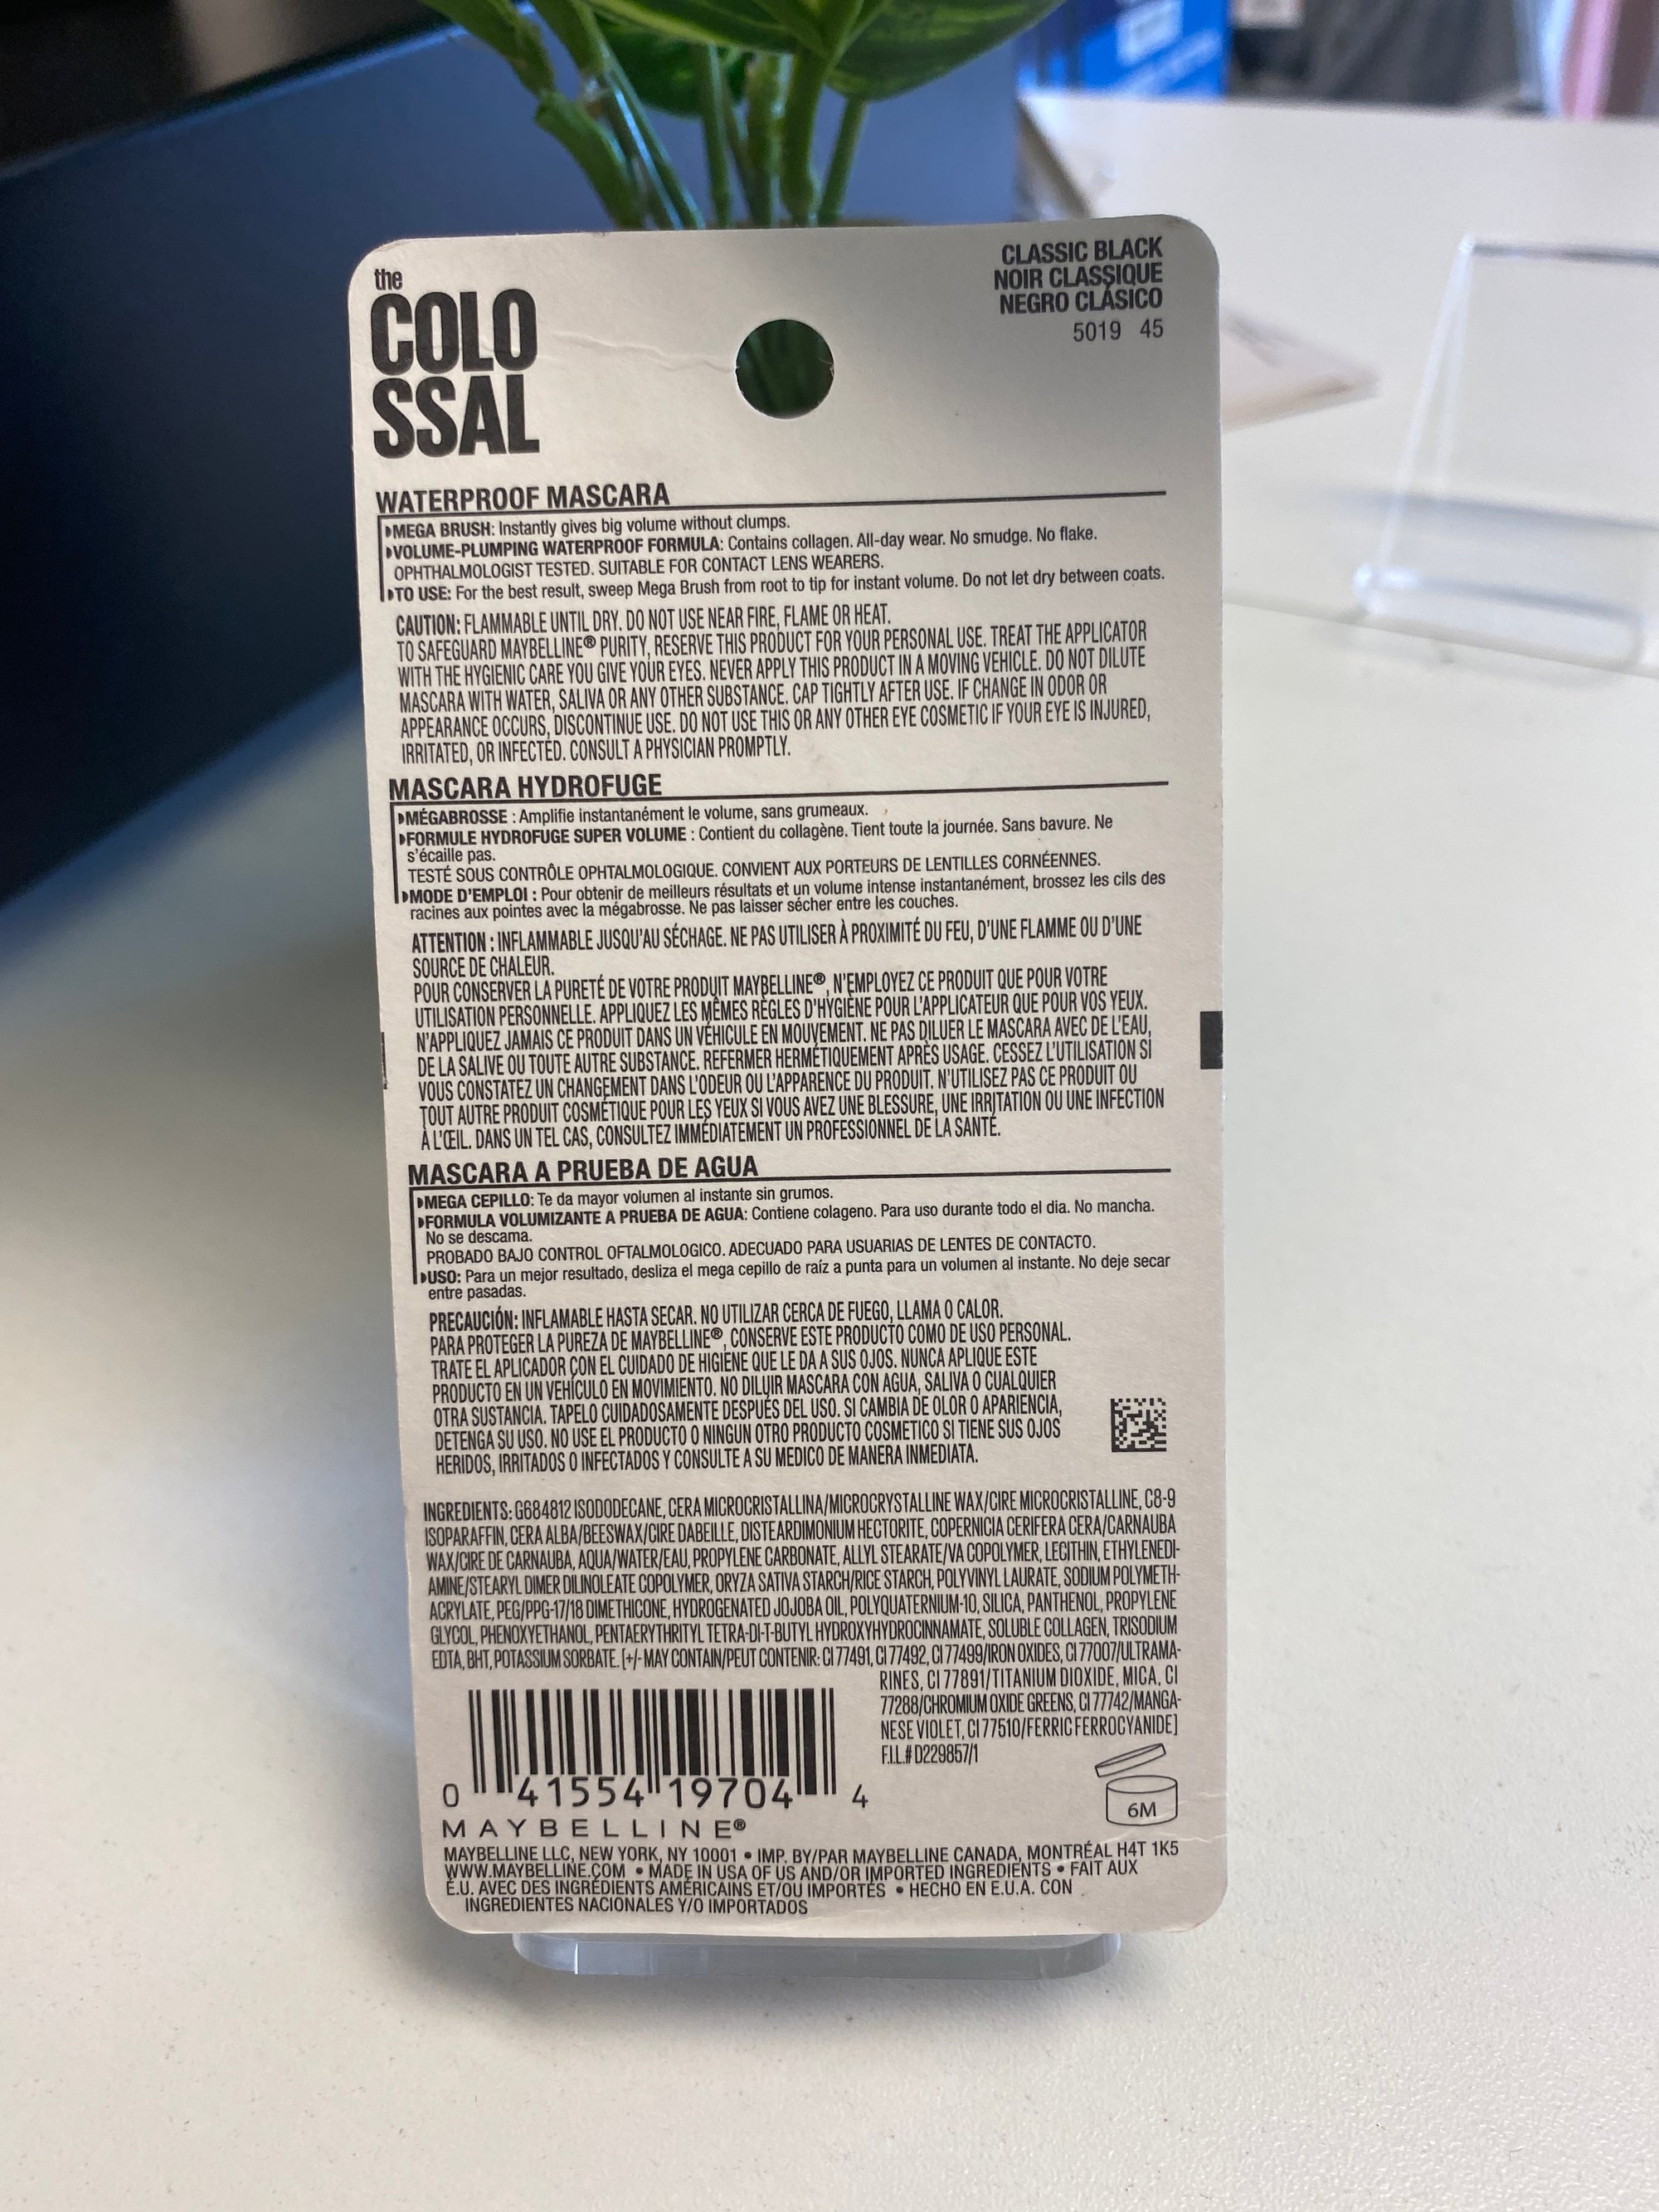 the
COLO
SSAL
CLASSIC BLACK
NOIR CLASSIQUE
NEGRO CLÁSICO
5019 45
WATERPROOF MASCARA
MEGA BRUSH: Instantly gives big volume without clumps.
VOLUME-PLUMPING WATERPROOF FORMULA: Contains collagen. All-day wear. No smudge. No flake.
OPHTHALMOLOGIST TESTED. SUITABLE FOR CONTACT LENS WEARERS.
TO USE: For the best result, sweep Mega Brush from root to tip for instant volume. Do not let dry between coats.
CAUTION: FLAMMABLE UNTIL DRY. DO NOT USE NEAR FIRE, FLAME OR HEAT.
TO SAFEGUARD MAYBELLINE® PURITY, RESERVE THIS PRODUCT FOR YOUR PERSONAL USE. TREAT THE APPLICATOR
WITH THE HYGIENIC CARE YOU GIVE YOUR EYES. NEVER APPLY THIS PRODUCT IN A MOVING VEHICLE. DO NOT DILUTE
MASCARA WITH WATER, SALIVA OR ANY OTHER SUBSTANCE. CAP TIGHTLY AFTER USE. IF CHANGE IN ODOR OR
APPEARANCE OCCURS, DISCONTINUE USE. DO NOT USE THIS OR ANY OTHER EYE COSMETIC IF YOUR EYE IS INJURED,
IRRITATED, OR INFECTED. CONSULT A PHYSICIAN PROMPTLY.
MASCARA HYDROFUGE
MÉGABROSSE : Amplifie instantanément le volume, sans grumeaux.
FORMULE HYDROFUGE SUPER VOLUME : Contient du collagène. Tient toute la journée. Sans bavure. Ne
s'écaille pas.
TESTÉ SOUS CONTRÔLE OPHTALMOLOGIQUE. CONVIENT AUX PORTEURS DE LENTILLES CORNÉENNES.
MODE D'EMPLOI : Pour obtenir de meilleurs résultats et un volume intense instantanément, brossez les cils des
racines aux pointes avec la mégabrosse. Ne pas laisser sécher entre les couches.
ATTENTION : INFLAMMABLE JUSQU'AU SÉCHAGE. NE PAS UTILISER À PROXIMITÉ DU FEU, D'UNE FLAMME OU D'UNE
SOURCE DE CHALEUR.
POUR CONSERVER LA PURETÉ DE VOTRE PRODUIT MAYBELLINE®, N'EMPLOYEZ CE PRODUIT QUE POUR VOTRE
UTILISATION PERSONNELLE. APPLIQUEZ LES MÊMES RÈGLES D'HYGIÈNE POUR L'APPLICATEUR QUE POUR VOS YEUX.
N'APPLIQUEZ JAMAIS CE PRODUIT DANS UN VÉHICULE EN MOUVEMENT. NE PAS DILUER LE MASCARA AVEC DE L'EAU,
DE LA SALIVE OU TOUTE AUTRE SUBSTANCE. REFERMER HERMÉTIQUEMENT APRÈS USAGE. CESSEZ L'UTILISATION SI
VOUS CONSTATEZ UN CHANGEMENT DANS L'ODEUR OU L'APPARENCE DU PRODUIT. N'UTILISEZ PAS CE PRODUIT OU
TOUT AUTRE PRODUIT COSMÉTIQUE POUR LES YEUX SI VOUS AVEZ UNE BLESSURE, UNE IRRITATION OU UNE INFECTION
À L'ŒIL. DANS UN TEL CAS, CONSULTEZ IMMÉDIATEMENT UN PROFESSIONNEL DE LA SANTÉ.
MASCARA A PRUEBA DE AGUA
MEGA CEPILLO: Te da mayor volumen al instante sin grumos.
FORMULA VOLUMIZANTE A PRUEBA DE AGUA: Contiene colageno. Para uso durante todo el dia. No mancha.
No se descama.
PROBADO BAJO CONTROL OFTALMOLOGICO. ADECUADO PARA USUARIAS DE LENTES DE CONTACTO.
USO: Para un mejor resultado, desliza el mega cepillo de raíz a punta para un volumen al instante. No deje secar
entre pasadas.
PRECAUCIÓN: INFLAMABLE HASTA SECAR. NO UTILIZAR CERCA DE FUEGO, LLAMA O CALOR.
PARA PROTEGER LA PUREZA DE MAYBELLINE®, CONSERVE ESTE PRODUCTO COMO DE USO PERSONAL.
TRATE EL APLICADOR CON EL CUIDADO DE HIGIENE QUE LE DA A SUS OJOS. NUNCA APLIQUE ESTE
PRODUCTO EN UN VEHÍCULO EN MOVIMIENTO. NO DILUIR MASCARA CON AGUA, SALIVA O CUALQUIER
OTRA SUSTANCIA. TAPELO CUIDADOSAMENTE DESPUÉS DEL USO. SI CAMBIA DE OLOR O APARIENCIA,
DETENGA SU USO. NO USE EL PRODUCTO O NINGUN OTRO PRODUCTO COSMETICO SI TIENE SUS OJOS
HERIDOS, IRRITADOS O INFECTADOS Y CONSULTE A SU MEDICO DE MANERA INMEDIATA.
INGREDIENTS: G684812 ISODODECANE, CERA MICROCRISTALLINA/MICROCRYSTALLINE WAX/CIRE MICROCRISTALLINE, C8-9
ISOPARAFFIN, CERA ALBA/BEESWAX/CIRE DABEILLE, DISTEARDIMONIUM HECTORITE, COPERNICIA CERIFERA CERA/CARNAUBA
WAX/CIRE DE CARNAUBA, AQUA/WATER/EAU, PROPYLENE CARBONATE, ALLYL STEARATE/VA COPOLYMER, LECITHIN, ETHYLENEDI-
AMINE/STEARYL DIMER DILINOLEATE COPOLYMER, ORYZA SATIVA STARCH/RICE STARCH, POLYVINYL LAURATE, SODIUM POLYMETH-
ACRYLATE, PEG/PPG-17/18 DIMETHICONE, HYDROGENATED JOJOBA OIL, POLYQUATERNIUM-10, SILICA, PANTHENOL, PROPYLENE
GLYCOL, PHENOXYETHANOL, PENTAERYTHRITYL TETRA-DI-T-BUTYL HYDROXYHYDROCINNAMATE, SOLUBLE COLLAGEN, TRISODIUM
EDTA, BHT, POTASSIUM SORBATE. [+/- MAY CONTAIN/PEUT CONTENIR: CI 77491, CI 77492, CI 77499/IRON OXIDES, CI 77007/ULTRAMA-
RINES, CI 77891/TITANIUM DIOXIDE, MICA, CI
77288/CHROMIUM OXIDE GREENS, CI 77742/MANGA-
NESE VIOLET, CI 77510/FERRIC FERROCYANIDE]
F.I.L.# D229857/1
0 41554 19704 4
6M
MAYBELLINE®
MAYBELLINE LLC, NEW YORK, NY 10001 • IMP. BY/PAR MAYBELLINE CANADA, MONTRÉAL H4T 1K5
WWW.MAYBELLINE.COM • MADE IN USA OF US AND/OR IMPORTED INGREDIENTS • FAIT AUX
É.U. AVEC DES INGRÉDIENTS AMÉRICAINS ET/OU IMPORTÉS • HECHO EN E.U.A. CON
INGREDIENTES NACIONALES Y/O IMPORTADOS